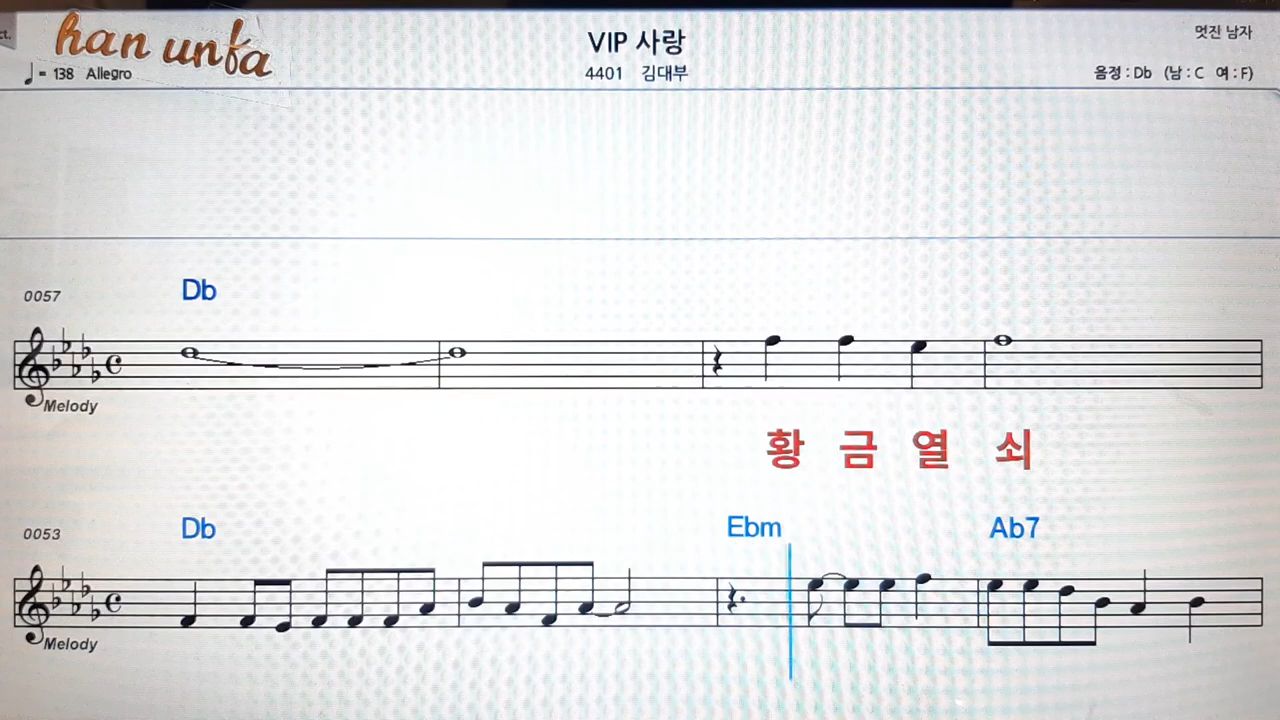 ct.
han unfa
VIP 사랑
멋진 남자
♩ = 138 Allegro
4401 김대부
음정 : Db (남 : C 여 : F)
Db
0057
Melody
황 금 열 쇠
Db Ebm Ab7
0053
Melody